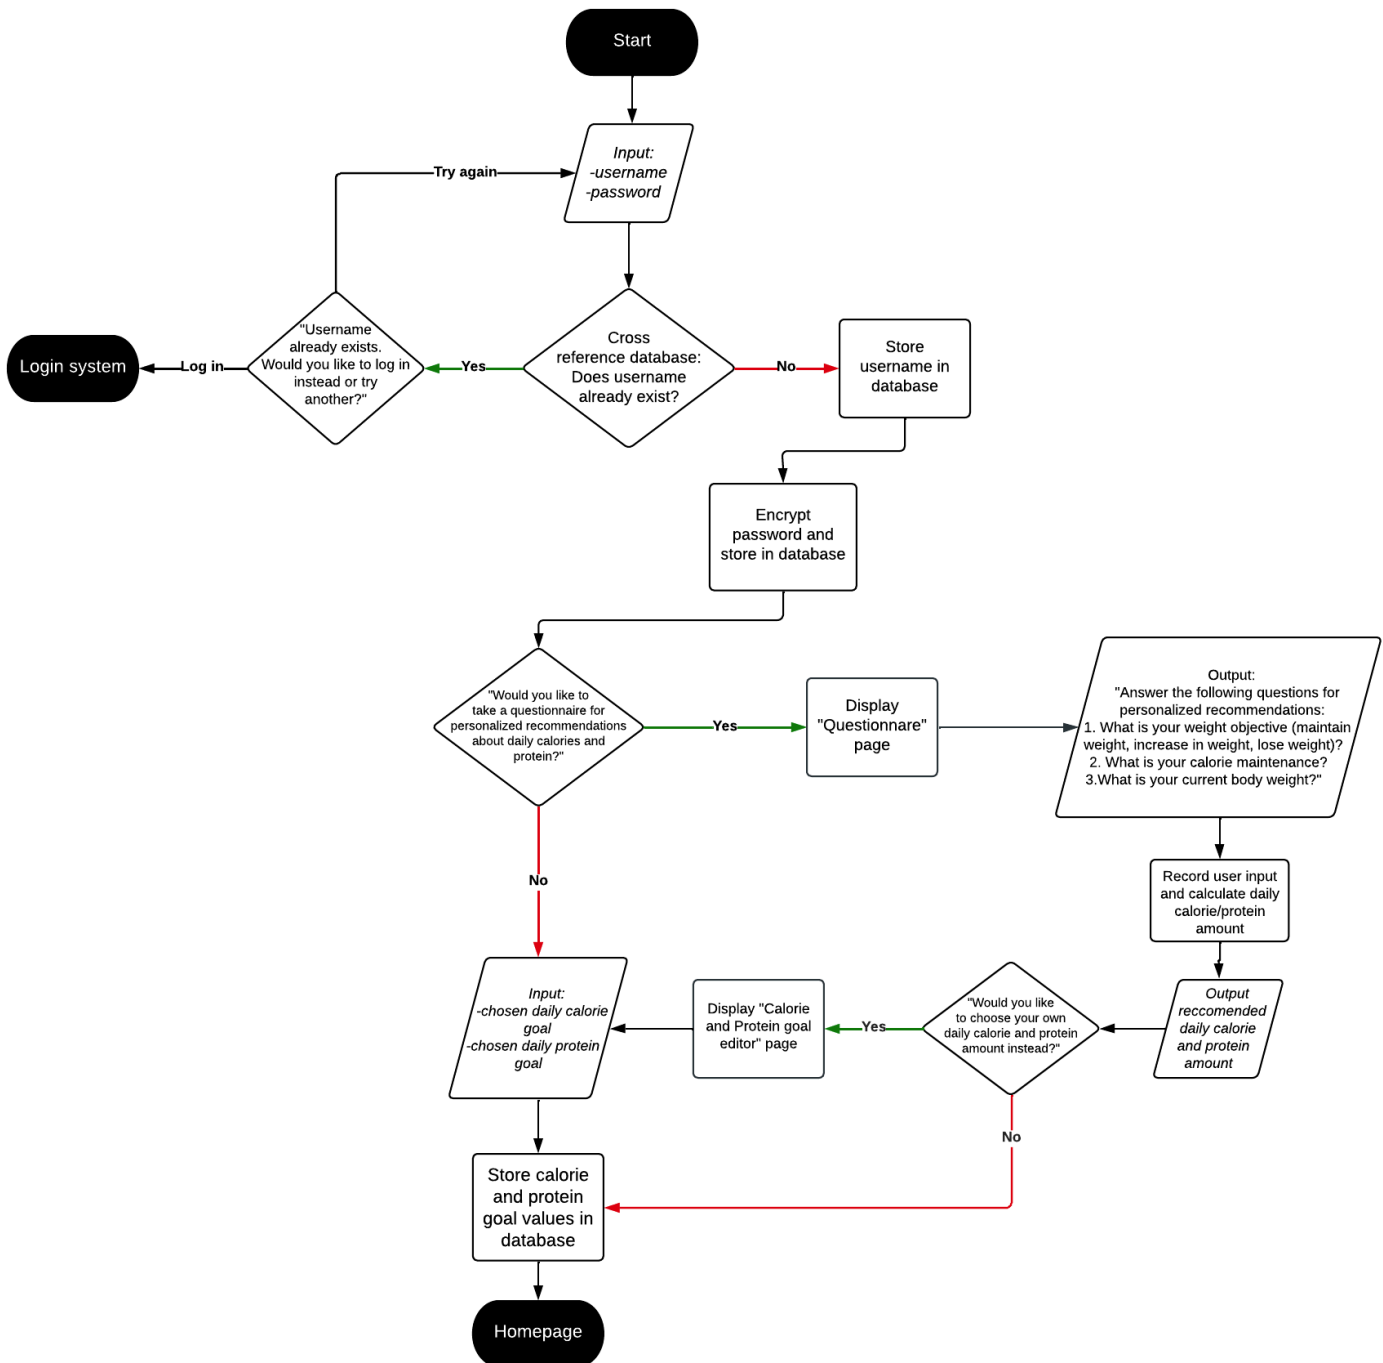 Start
Input:
-username
-password
Try again
"Username
already exists.
Would you like to log in
instead or try
another?"
Login system
Log in
Yes
Cross
reference database:
Does username
already exist?
No
Store
username in
database
Encrypt
password and
store in database
"Would you like to
take a questionnaire for
personalized recommendations
about daily calories and
protein?"
Yes
Display
"Questionnare"
page
Output:
"Answer the following questions for
personalized recommendations:
1. What is your weight objective (maintain
weight, increase in weight, lose weight)?
2. What is your calorie maintenance?
3.What is your current body weight?"
No
Record user input
and calculate daily
calorie/protein
amount
Input:
-chosen daily calorie
goal
-chosen daily protein
goal
Display "Calorie
and Protein goal
editor" page
Yes
"Would you like
to choose your own
daily calorie and protein
amount instead?"
Output
reccomended
daily calorie
and protein
amount
No
Store calorie
and protein
goal values in
database
Homepage